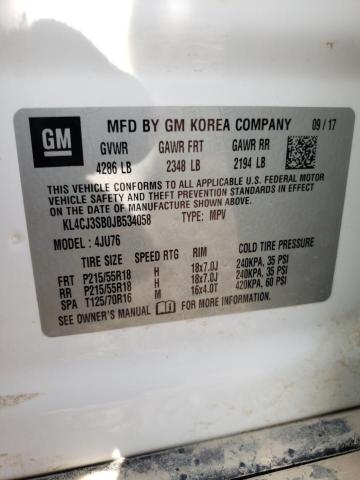 GM
MFD BY GM KOREA COMPANY 09/17
GVWR GAWR FRT GAWR RR
4286 LB 2348 LB 2194 LB
THIS VEHICLE CONFORMS TO ALL APPLICABLE U.S. FEDERAL MOTOR
VEHICLE SAFETY AND THEFT PREVENTION STANDARDS IN EFFECT ON
THE DATE OF MANUFACTURE SHOWN ABOVE.
KL4CJ3SB0JB534058 TYPE: MPV
MODEL: 4JU76
TIRE SIZE SPEED RTG RIM COLD TIRE PRESSURE
FRT P215/55R18 H 18x7.0J 240KPA, 35 PSI
RR P215/55R18 H 18x7.0J 240KPA, 35 PSI
SPA T125/70R16 M 16x4.0T 420KPA, 60 PSI
SEE OWNER'S MANUAL FOR MORE INFORMATION.